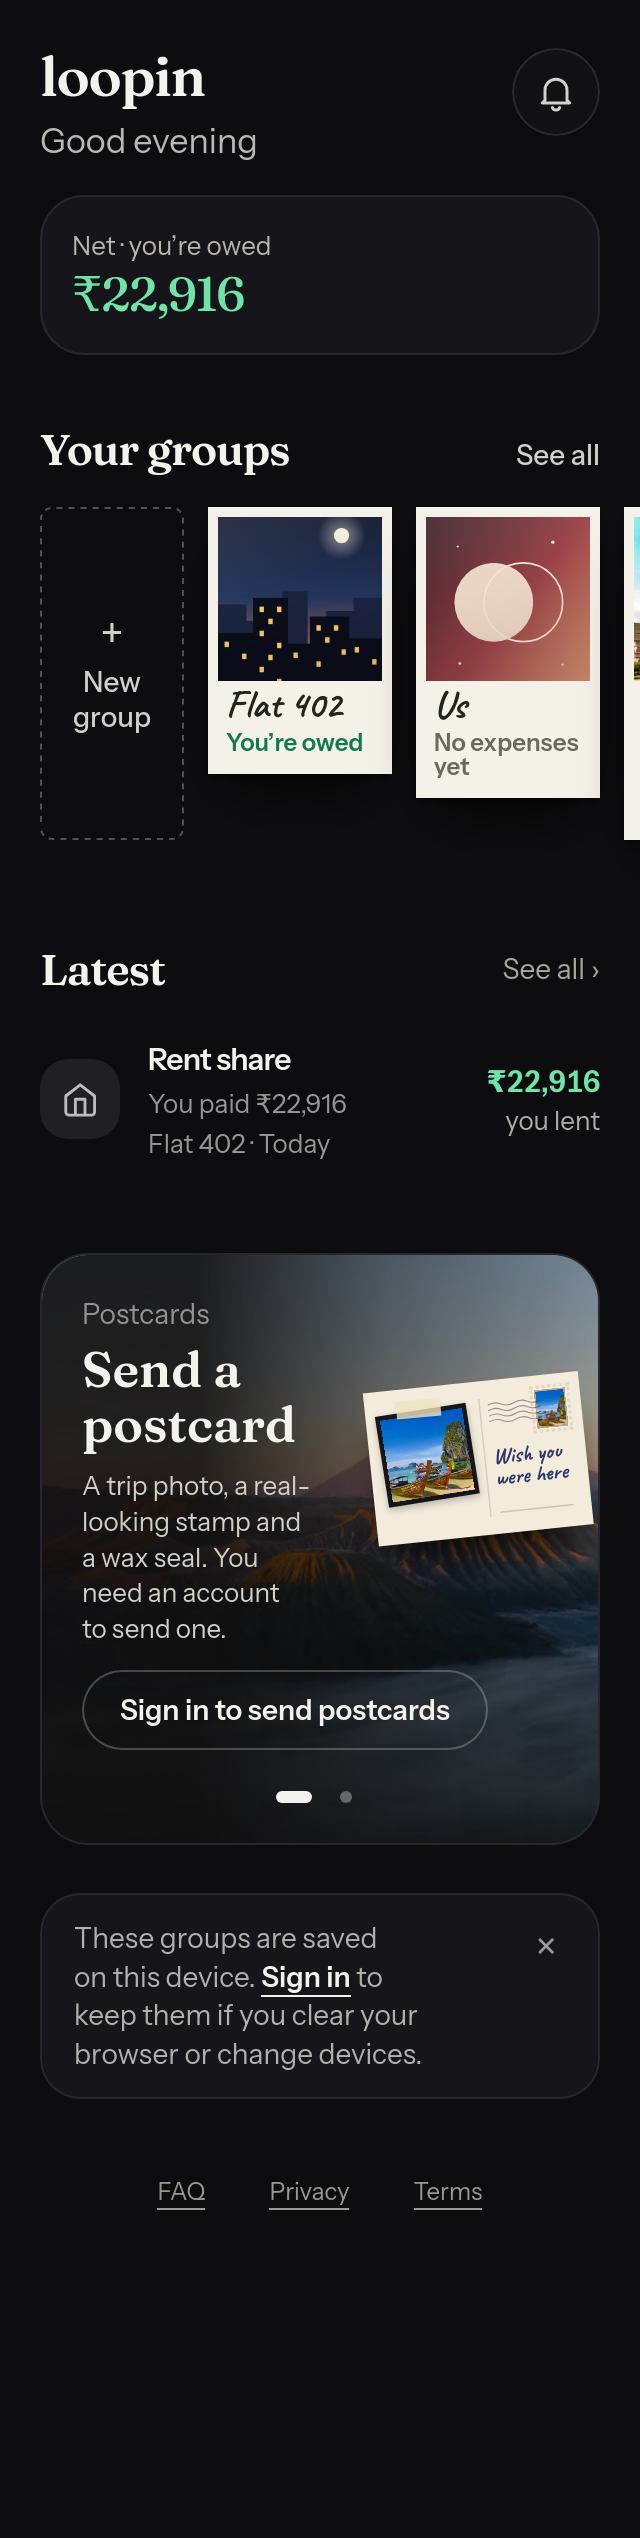 loopin
Good evening
Net · you’re owed
₹22,916
Your groups
See all
+
New
group
Flat 402
You’re owed
Us
No expenses
yet
Latest
See all ›
Rent share
You paid ₹22,916
Flat 402 · Today
₹22,916
you lent
Postcards
Send a
postcard
A trip photo, a real-
looking stamp and
a wax seal. You
need an account
to send one.
Wish you
were here
Sign in to send postcards
These groups are saved
on this device. Sign in to
keep them if you clear your
browser or change devices.
×
FAQ
Privacy
Terms